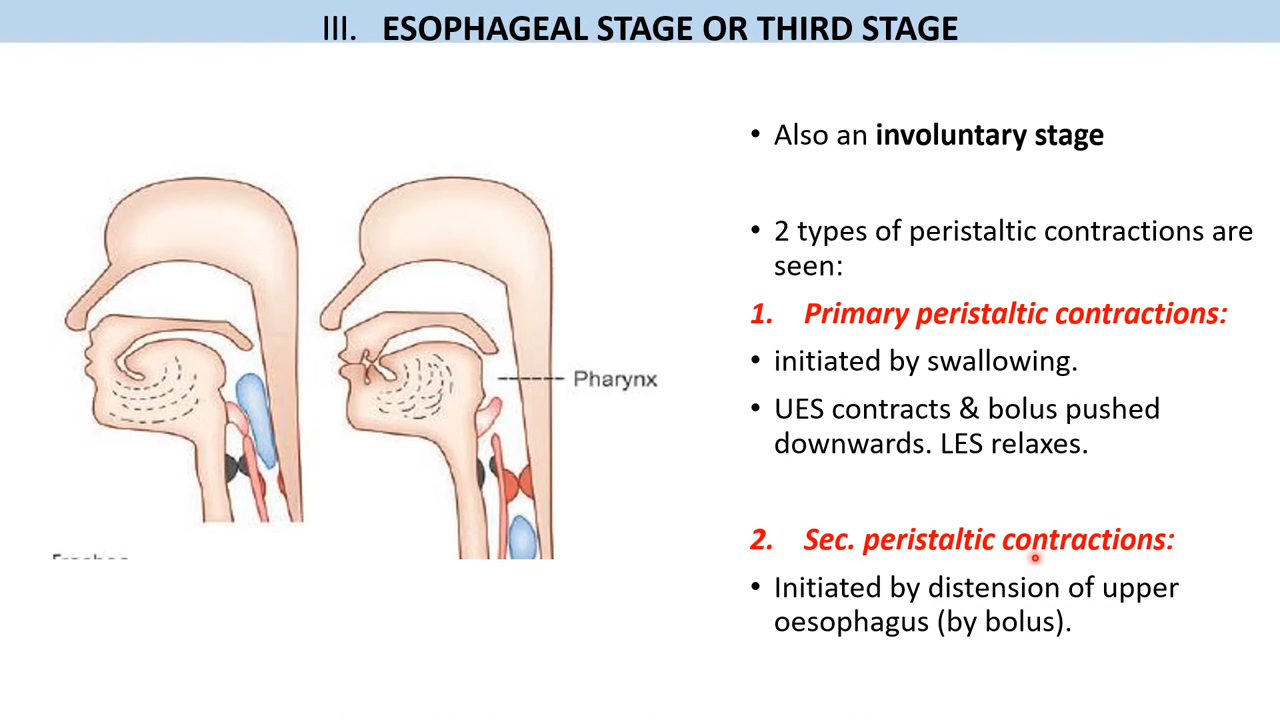 III. ESOPHAGEAL STAGE OR THIRD STAGE
• Also an involuntary stage
• 2 types of peristaltic contractions are
seen:
1. Primary peristaltic contractions:
• initiated by swallowing.
• UES contracts & bolus pushed
downwards. LES relaxes.
2. Sec. peristaltic contractions:
• Initiated by distension of upper
oesophagus (by bolus).
Pharynx